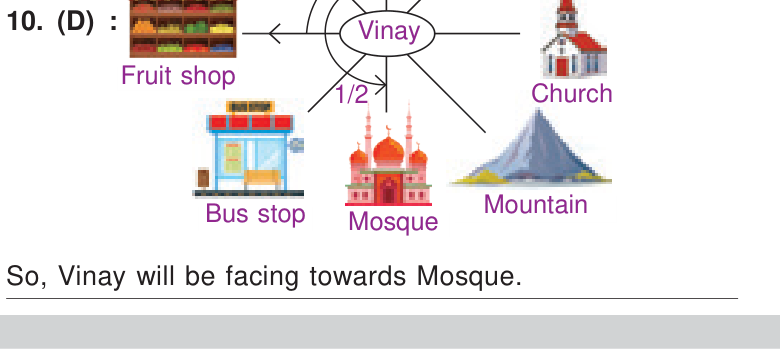 10. (D) :
Vinay
Fruit shop
1/2
Church
BUS STOP
Bus stop
Mosque
Mountain
So, Vinay will be facing towards Mosque.